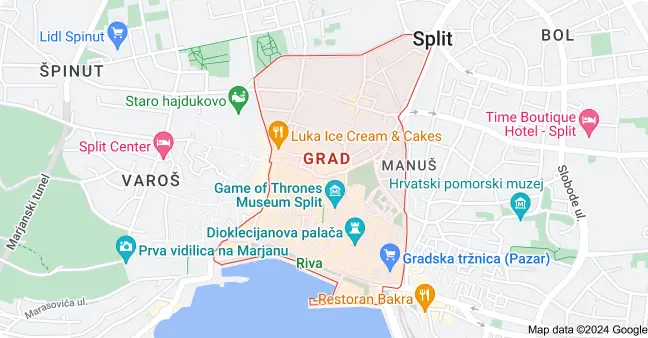 Lidl Spinut
Split
BOL
ŠPINUT
Staro hajdukovo
Luka Ice Cream & Cakes
Time Boutique
Hotel - Split
Split Center
GRAD
MANUŠ
VAROŠ
Game of Thrones
Museum Split
Hrvatski pomorski muzej
Slobode ul.
Marjanski tunel
Dioklecijanova palača
Prva vidilica na Marjanu
Riva
Gradska tržnica (Pazar)
Marasovića ul.
Restoran Bakra
Map data ©2024 Google